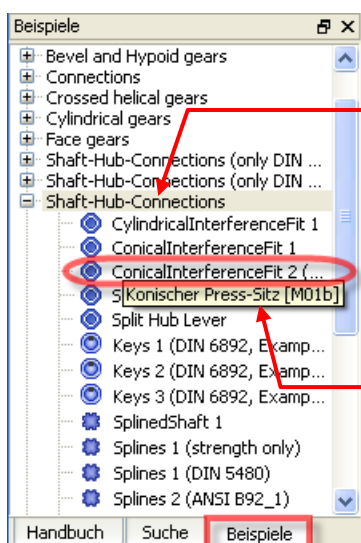 Beispiele
Bevel and Hypoid gears
Connections
Crossed helical gears
Cylindrical gears
Face gears
Shaft-Hub-Connections (only DIN ...
Shaft-Hub-Connections (only DIN ...
Shaft-Hub-Connections
CylindricalInterferenceFit 1
ConicalInterferenceFit 1
ConicalInterferenceFit 2 (...
S
Konischer Press-Sitz [M01b]
Split Hub Lever
Keys 1 (DIN 6892, Examp...
Keys 2 (DIN 6892, Examp...
Keys 3 (DIN 6892, Examp...
SplinedShaft 1
Splines 1 (strength only)
Splines 1 (DIN 5480)
Splines 2 (ANSI B92_1)
Handbuch Suche Beispiele